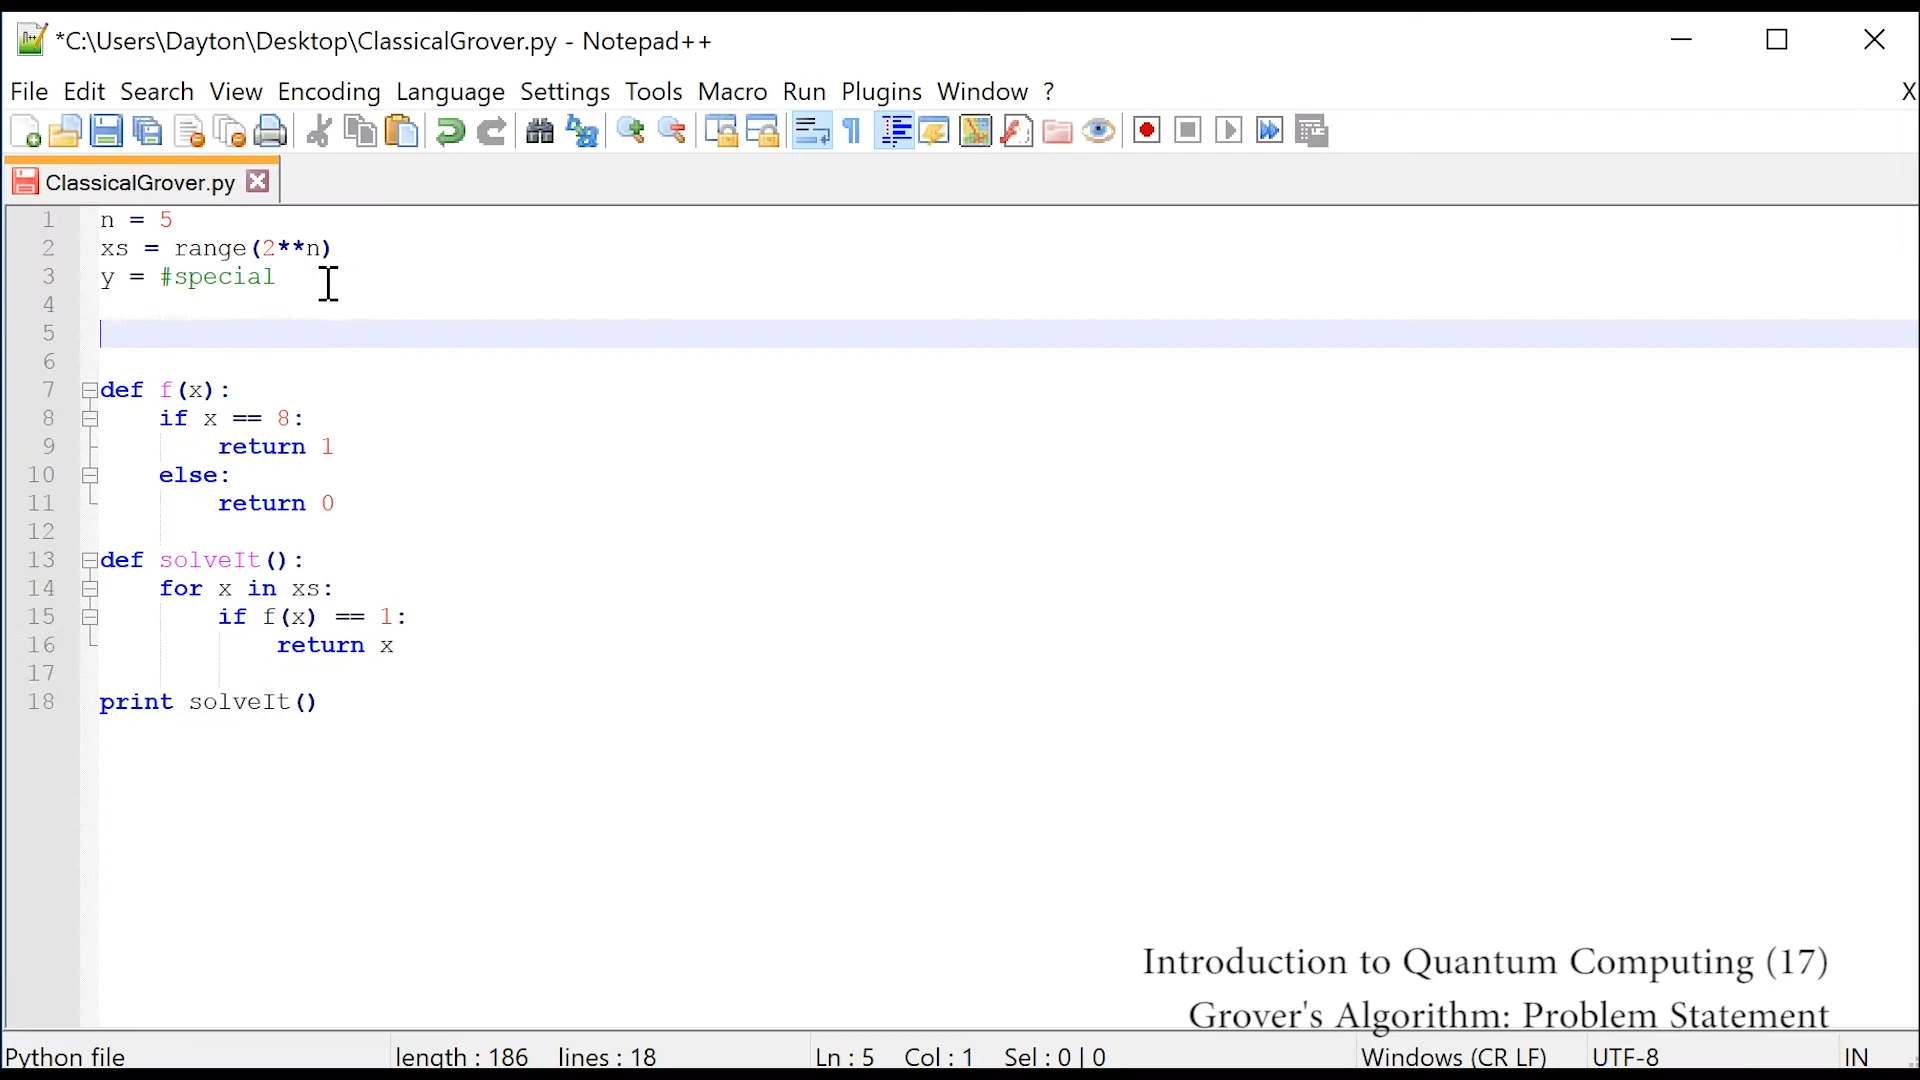 *C:\Users\Dayton\Desktop\ClassicalGrover.py - Notepad++
File Edit Search View Encoding Language Settings Tools Macro Run Plugins Window ? X
ClassicalGrover.py
1 n = 5
2 xs = range(2**n)
3 y = #special
4
5
6
7 def f(x):
8 if x == 8:
9 return 1
10 else:
11 return 0
12
13 def solveIt():
14 for x in xs:
15 if f(x) == 1:
16 return x
17
18 print solveIt()
Introduction to Quantum Computing (17)
Grover's Algorithm: Problem Statement
Python file length : 186 lines : 18 Ln : 5 Col : 1 Sel : 0 | 0 Windows (CR LF) UTF-8 IN